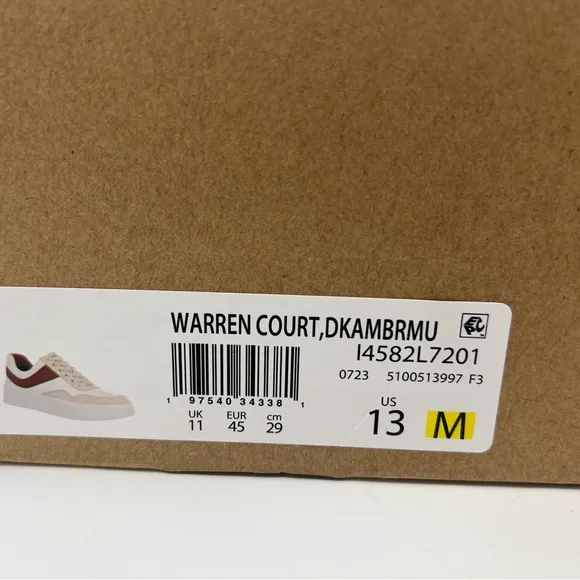 WARREN COURT,DKAMBRMU
I4582L7201
0723 5100513997 F3
1 97540 34338 1
UK EUR cm
11 45 29
US
13 M